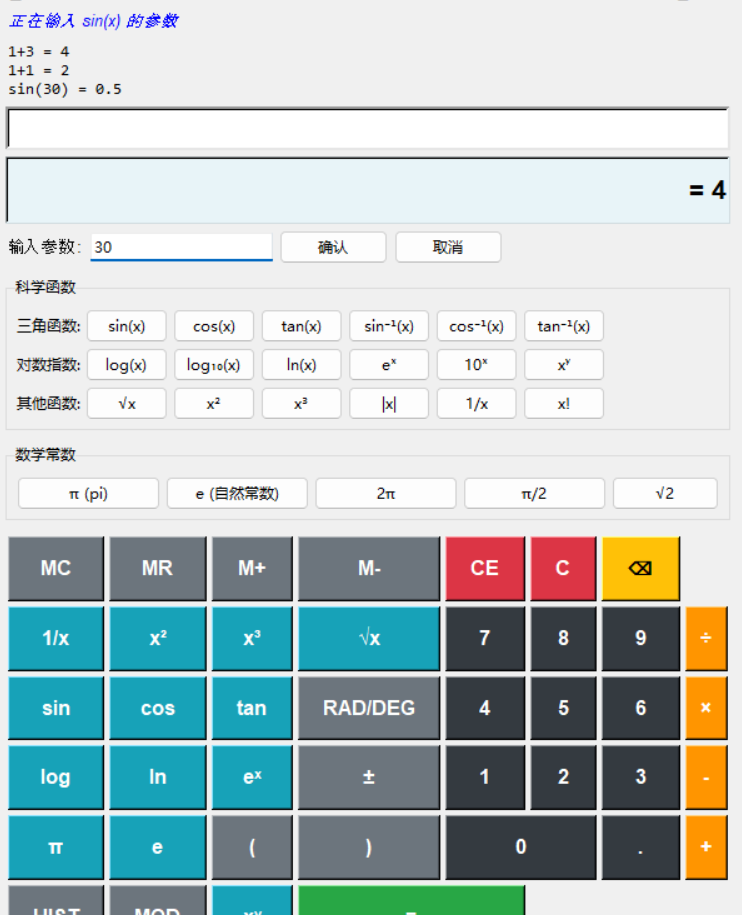 正在输入 sin(x) 的参数
1+3 = 4
1+1 = 2
sin(30) = 0.5
= 4
输入参数: 30 确认 取消
科学函数
三角函数: sin(x) cos(x) tan(x) sin⁻¹(x) cos⁻¹(x) tan⁻¹(x)
对数指数: log(x) log₁₀(x) ln(x) eˣ 10ˣ xʸ
其他函数: √x x² x³ |x| 1/x x!
数学常数
π (pi) e (自然常数) 2π π/2 √2
MC MR M+ M- CE C ⌫
1/x x² x³ √x 7 8 9 ÷
sin cos tan RAD/DEG 4 5 6 ×
log ln eˣ ± 1 2 3 -
π e ( ) 0 . +
HIST MOD xʸ =